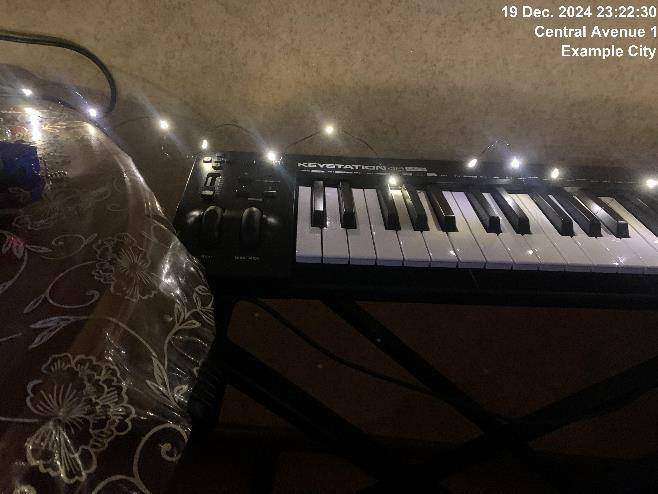 19 Dec. 2024 23:22:30
Central Avenue 1
Example City
KEYSTATION